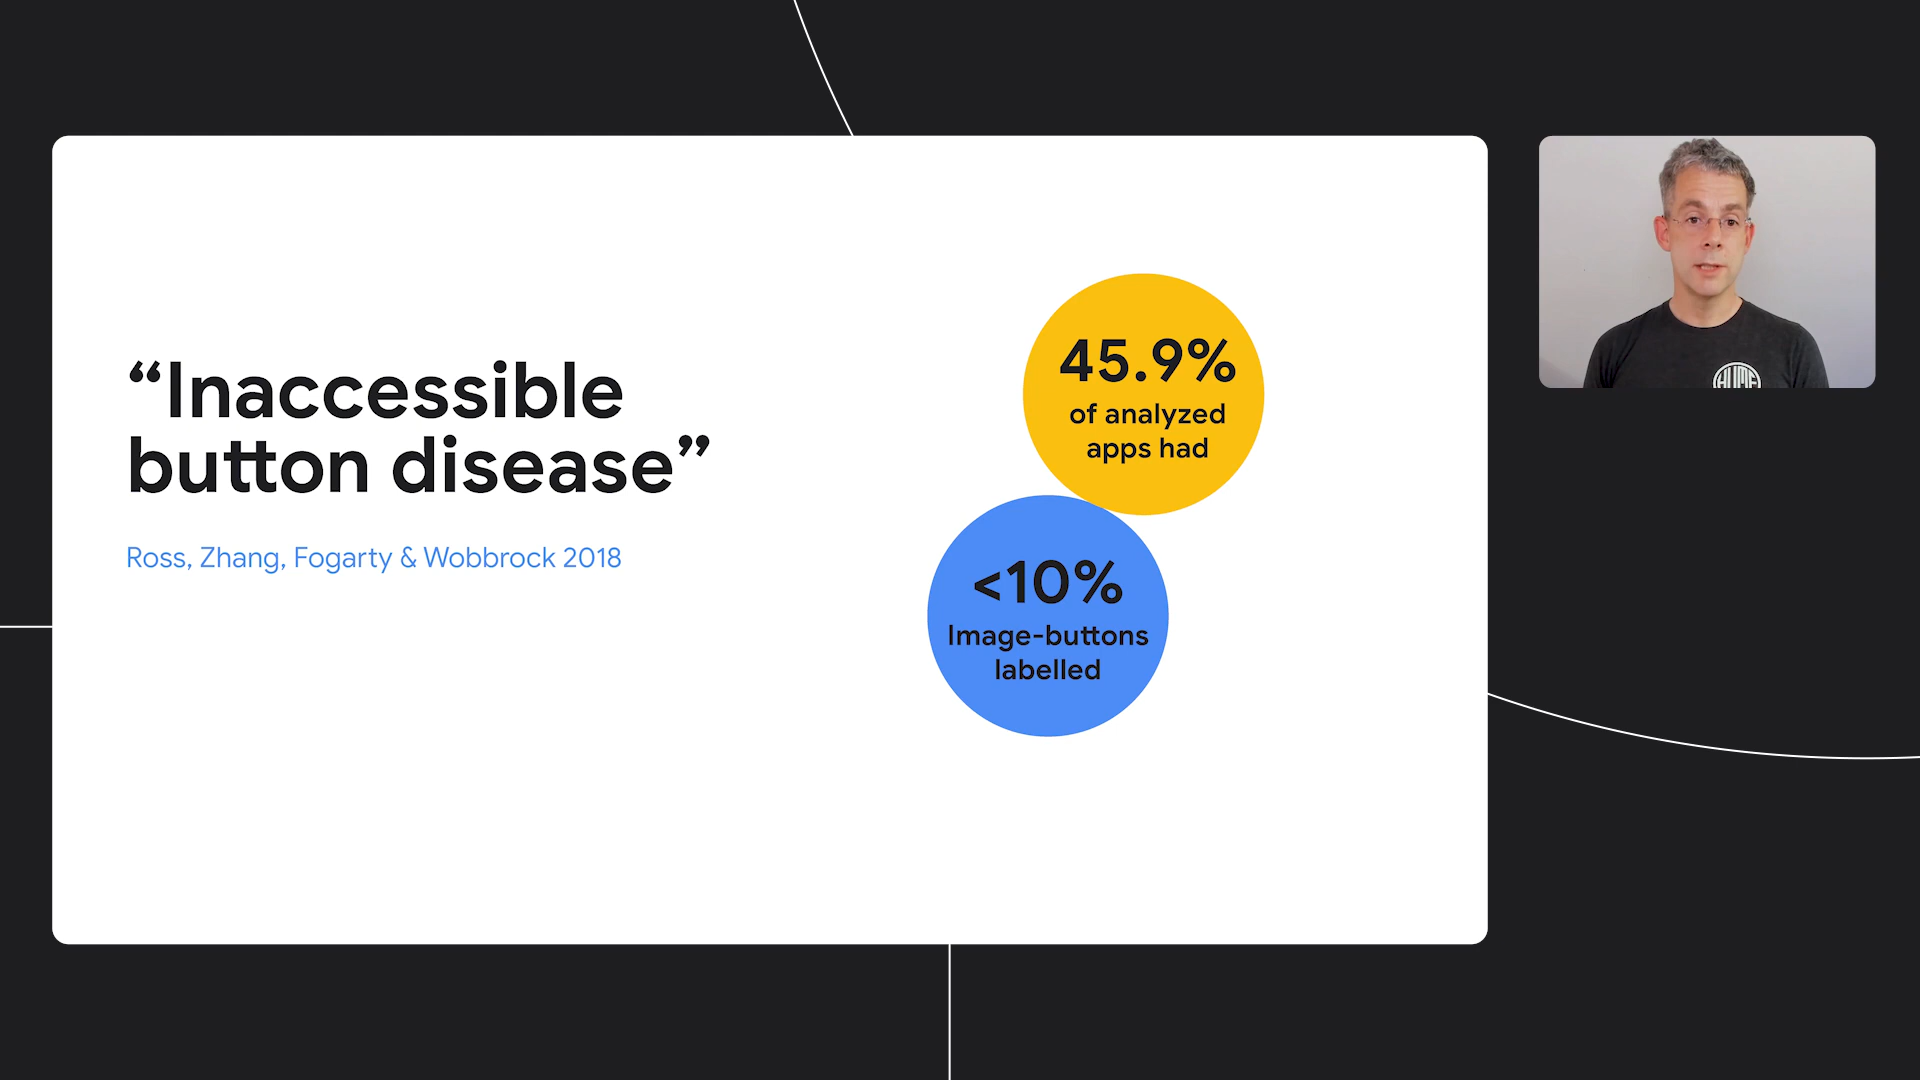 “Inaccessible
button disease”
Ross, Zhang, Fogarty & Wobbrock 2018
45.9%
of analyzed
apps had
<10%
Image-buttons
labelled